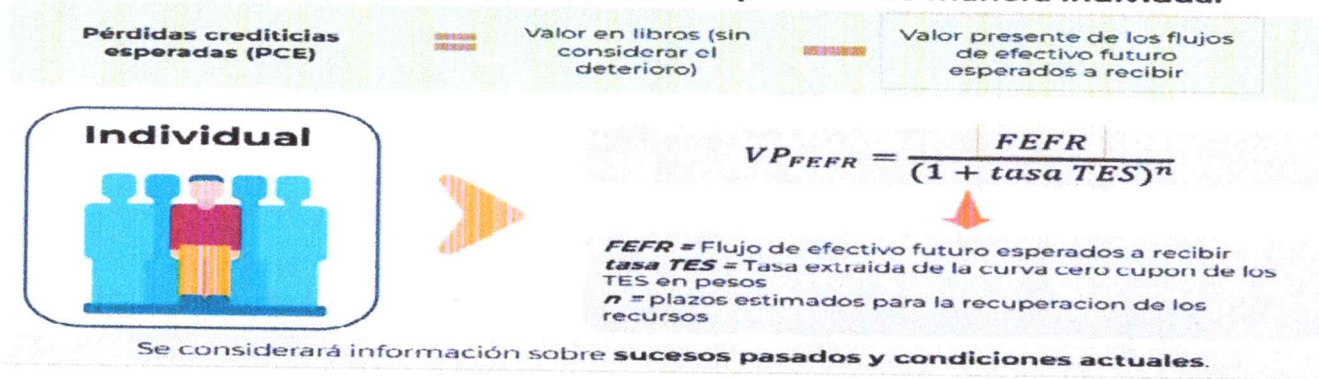 manera individual
Pérdidas crediticias
esperadas (PCE)
=
Valor en libros (sin
considerar el
deterioro)
—
Valor presente de los flujos
de efectivo futuro
esperados a recibir
Individual
VP_FEFR = FEFR / (1 + tasa TES)^n
FEFR = Flujo de efectivo futuro esperados a recibir
tasa TES = Tasa extraida de la curva cero cupon de los
TES en pesos
n = plazos estimados para la recuperacion de los
recursos
Se considerará información sobre sucesos pasados y condiciones actuales.